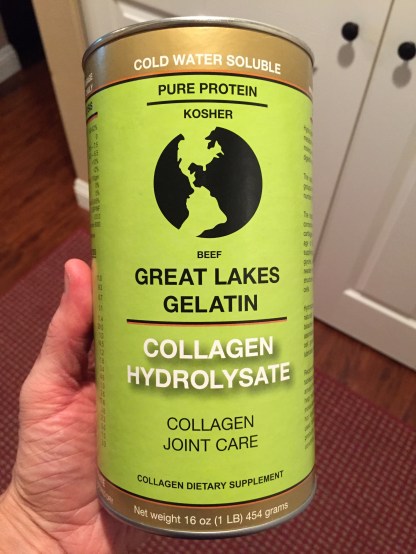 COLD WATER SOLUBLE
PURE PROTEIN
KOSHER
BEEF
GREAT LAKES
GELATIN
COLLAGEN
HYDROLYSATE
COLLAGEN
JOINT CARE
COLLAGEN DIETARY SUPPLEMENT
Net weight 16 oz (1 LB) 454 grams